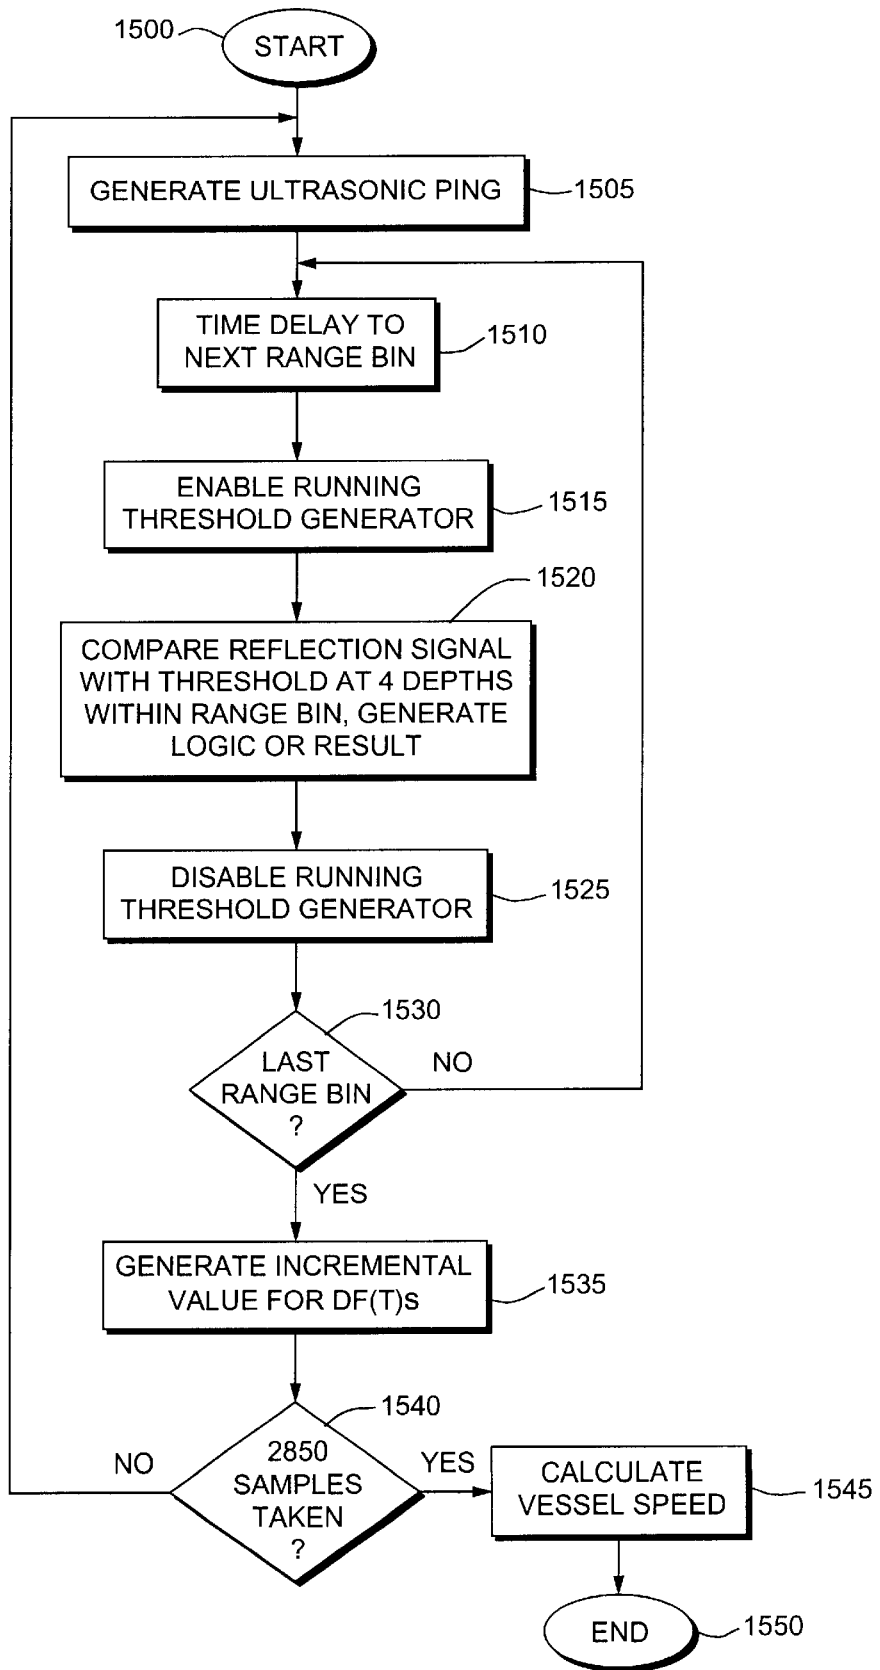 1500
START
GENERATE ULTRASONIC PING
1505
TIME DELAY TO
NEXT RANGE BIN
1510
ENABLE RUNNING
THRESHOLD GENERATOR
1515
1520
COMPARE REFLECTION SIGNAL
WITH THRESHOLD AT 4 DEPTHS
WITHIN RANGE BIN, GENERATE
LOGIC OR RESULT
DISABLE RUNNING
THRESHOLD GENERATOR
1525
1530
LAST
RANGE BIN
?
NO
YES
GENERATE INCREMENTAL
VALUE FOR DF(T)s
1535
1540
2850
SAMPLES
TAKEN
?
NO
YES
CALCULATE
VESSEL SPEED
1545
END
1550